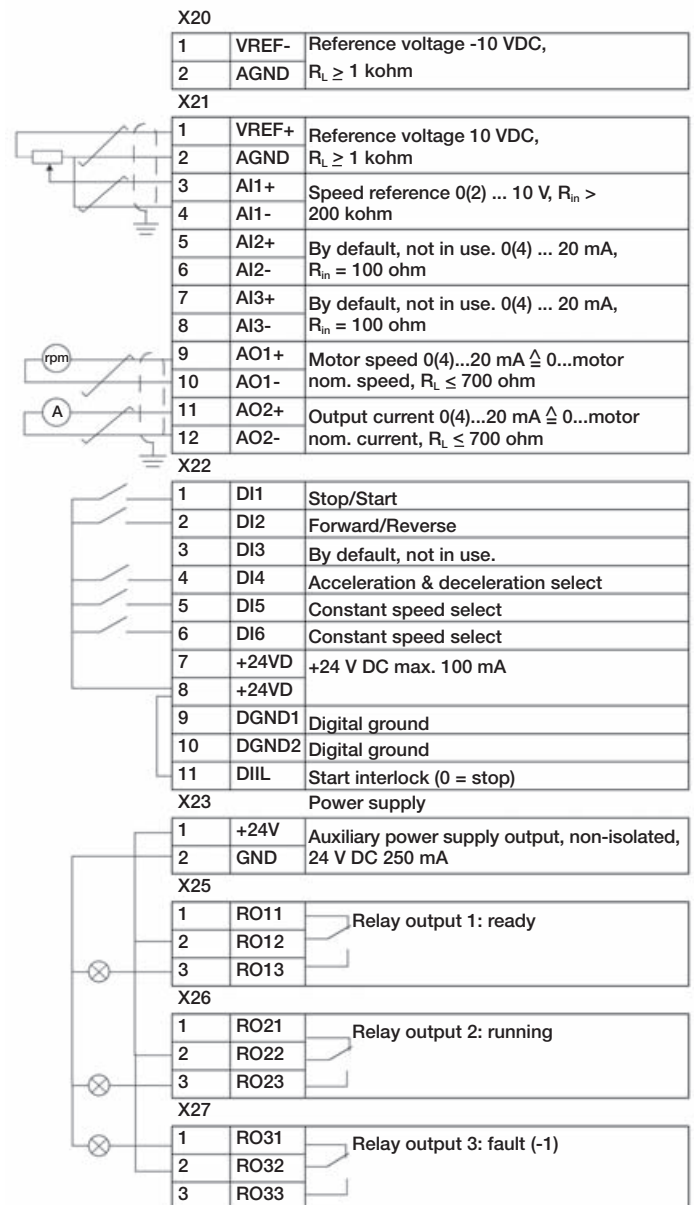 X20
1 VREF- Reference voltage -10 VDC,
2 AGND R_L ≥ 1 kohm
X21
1 VREF+ Reference voltage 10 VDC,
2 AGND R_L ≥ 1 kohm
3 AI1+ Speed reference 0(2) ... 10 V, R_in >
4 AI1- 200 kohm
5 AI2+ By default, not in use. 0(4) ... 20 mA,
6 AI2- R_in = 100 ohm
7 AI3+ By default, not in use. 0(4) ... 20 mA,
8 AI3- R_in = 100 ohm
rpm 9 AO1+ Motor speed 0(4)...20 mA ≙ 0...motor
10 AO1- nom. speed, R_L ≤ 700 ohm
A 11 AO2+ Output current 0(4)...20 mA ≙ 0...motor
12 AO2- nom. current, R_L ≤ 700 ohm
X22
1 DI1 Stop/Start
2 DI2 Forward/Reverse
3 DI3 By default, not in use.
4 DI4 Acceleration & deceleration select
5 DI5 Constant speed select
6 DI6 Constant speed select
7 +24VD +24 V DC max. 100 mA
8 +24VD
9 DGND1 Digital ground
10 DGND2 Digital ground
11 DIIL Start interlock (0 = stop)
X23 Power supply
1 +24V Auxiliary power supply output, non-isolated,
2 GND 24 V DC 250 mA
X25
1 RO11 Relay output 1: ready
2 RO12
3 RO13
X26
1 RO21 Relay output 2: running
2 RO22
3 RO23
X27
1 RO31 Relay output 3: fault (-1)
2 RO32
3 RO33